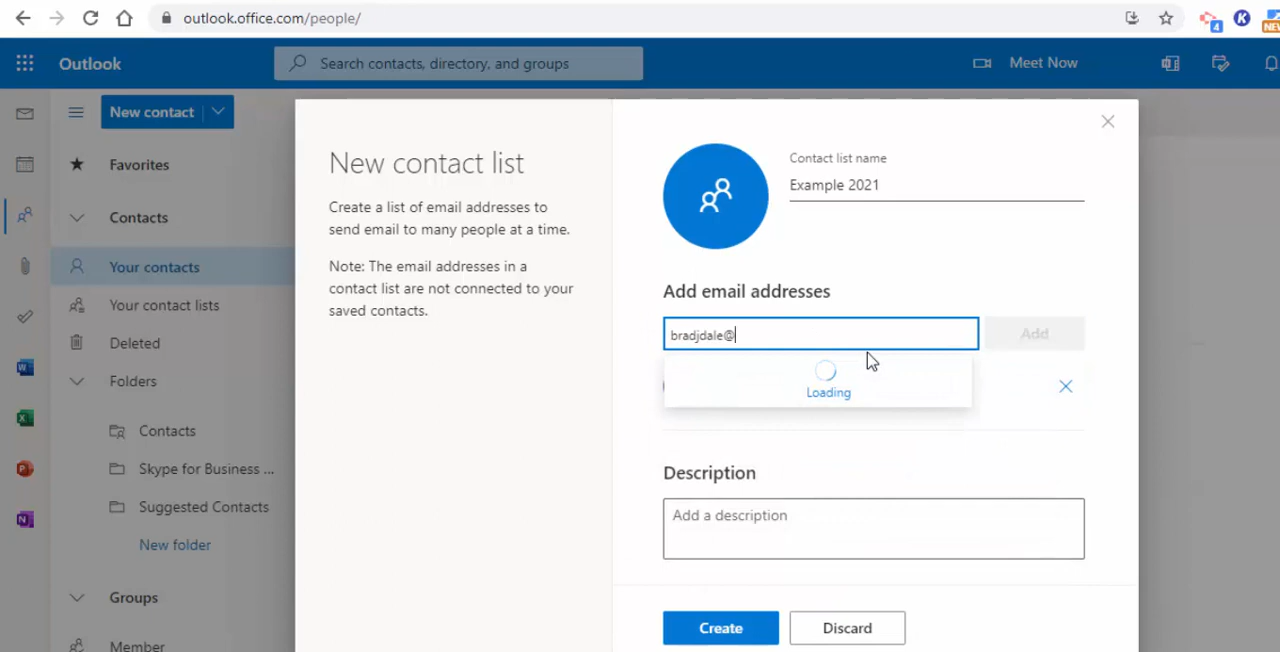 outlook.office.com/people/
4
K
NEW
Outlook
Search contacts, directory, and groups
Meet Now
New contact
Favorites
Contacts
Your contacts
Your contact lists
Deleted
Folders
Contacts
Skype for Business ...
Suggested Contacts
New folder
Groups
Member
New contact list
Create a list of email addresses to
send email to many people at a time.
Note: The email addresses in a
contact list are not connected to your
saved contacts.
Contact list name
Example 2021
Add email addresses
bradjdale@
Add
Loading
Description
Add a description
Create
Discard